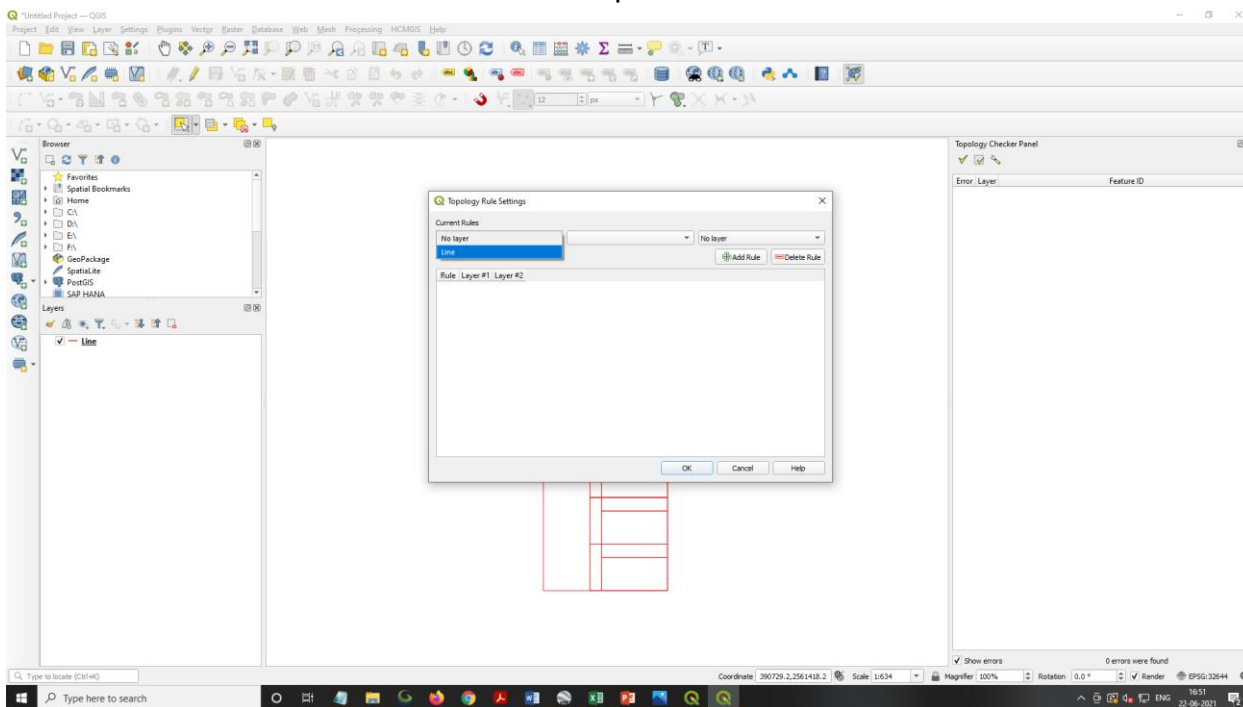 *Untitled Project — QGIS
Project Edit View Layer Settings Plugins Vector Raster Database Web Mesh Processing HCMGIS Help
px
Browser
Favorites
Spatial Bookmarks
Home
C:\
D:\
E:\
F:\
GeoPackage
SpatiaLite
PostGIS
SAP HANA
Layers
Line
Topology Rule Settings
Current Rules
No layer
No layer
Line
Add Rule
Delete Rule
Rule Layer #1 Layer #2
OK Cancel Help
Topology Checker Panel
Error Layer Feature ID
Show errors 0 errors were found
Type to locate (Ctrl+K)
Coordinate 390729.2,2561418.2 Scale 1:634 Magnifier 100% Rotation 0.0 ° Render EPSG:32644
Type here to search
ENG
16:51
22-06-2021